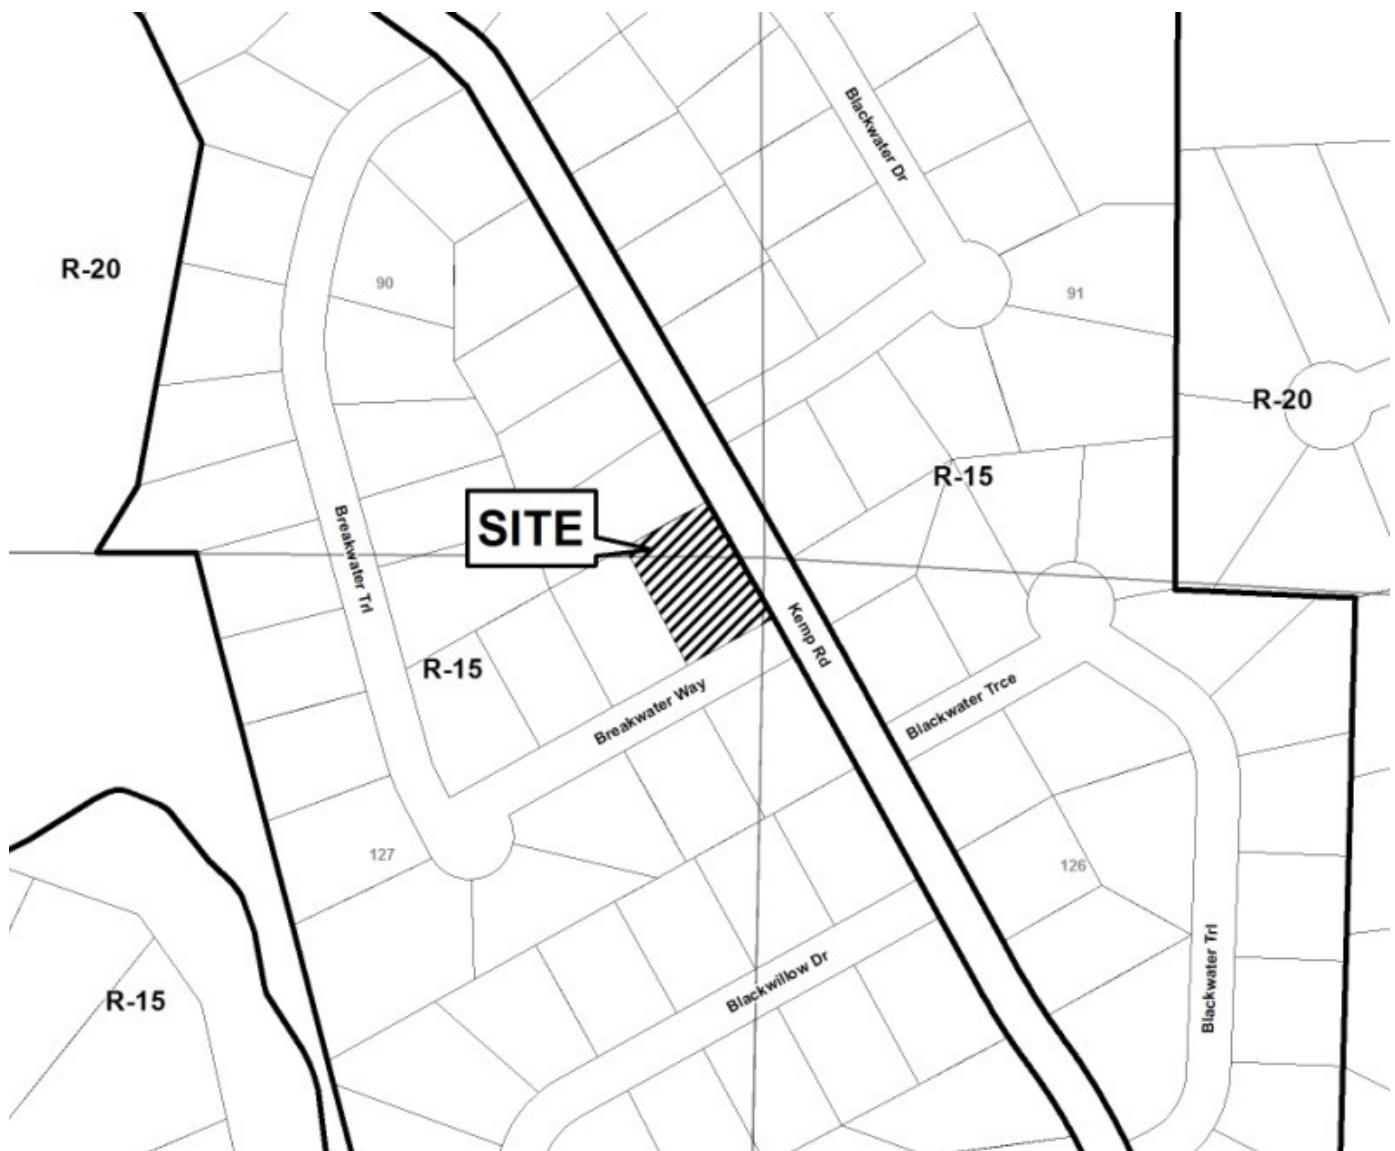 Blackwater Dr
R-20
90
91
R-20
R-15
SITE
Breakwater Trl
Kemp Rd
R-15
Breakwater Way
Blackwater Trce
127
126
Blackwillow Dr
Blackwater Trl
R-15